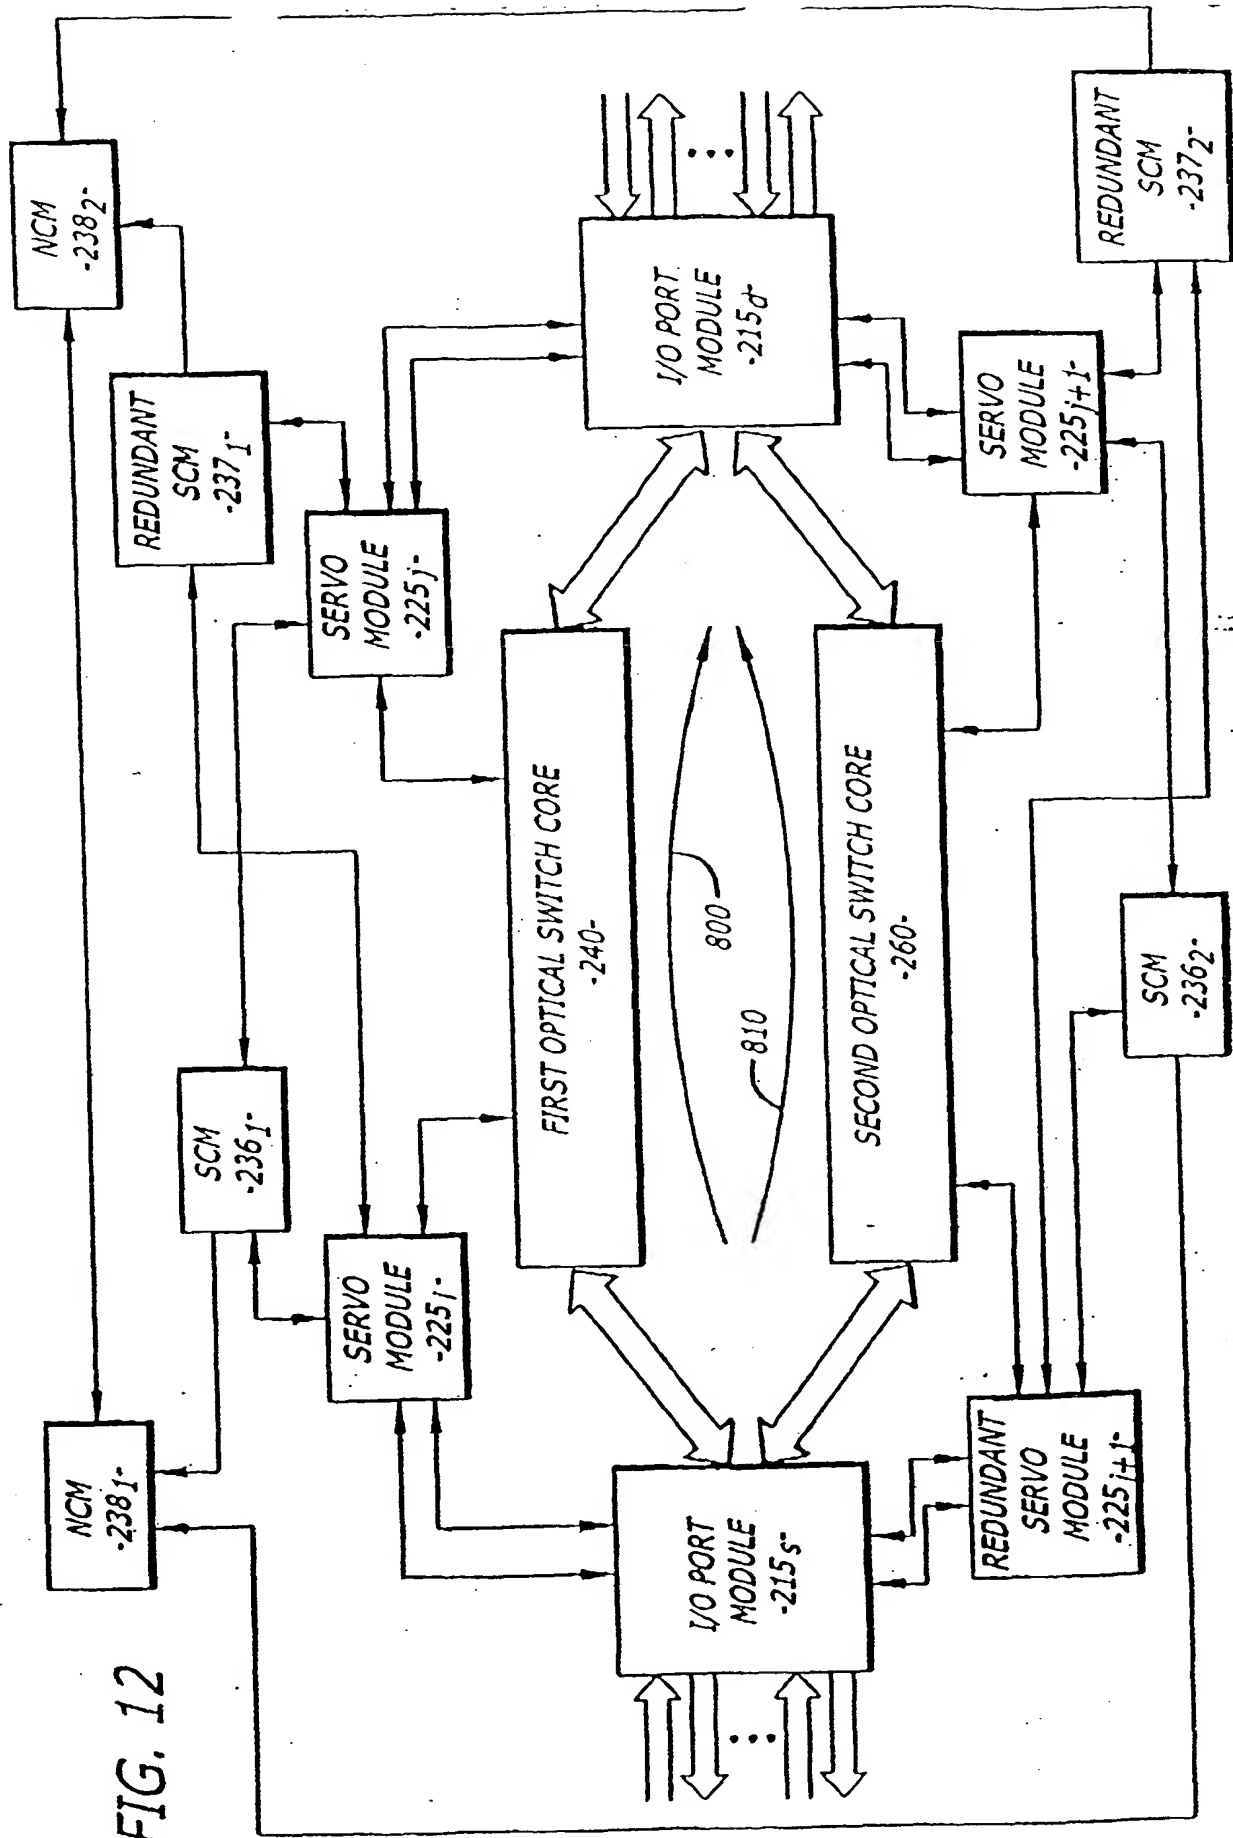 FIG. 12
NCM
-238₁-
NCM
-238₂-
SCM
-236₁-
REDUNDANT
SCM
-237₁-
SERVO
MODULE
-225ᵢ-
SERVO
MODULE
-225ⱼ-
FIRST OPTICAL SWITCH CORE
-240-
I/O PORT
MODULE
-215ₛ-
800
810
I/O PORT
MODULE
-215d-
SECOND OPTICAL SWITCH CORE
-260-
REDUNDANT
SERVO
MODULE
-225ᵢ₊₁-
SERVO
MODULE
-225ⱼ₊₁-
SCM
-236₂-
REDUNDANT
SCM
-237₂-